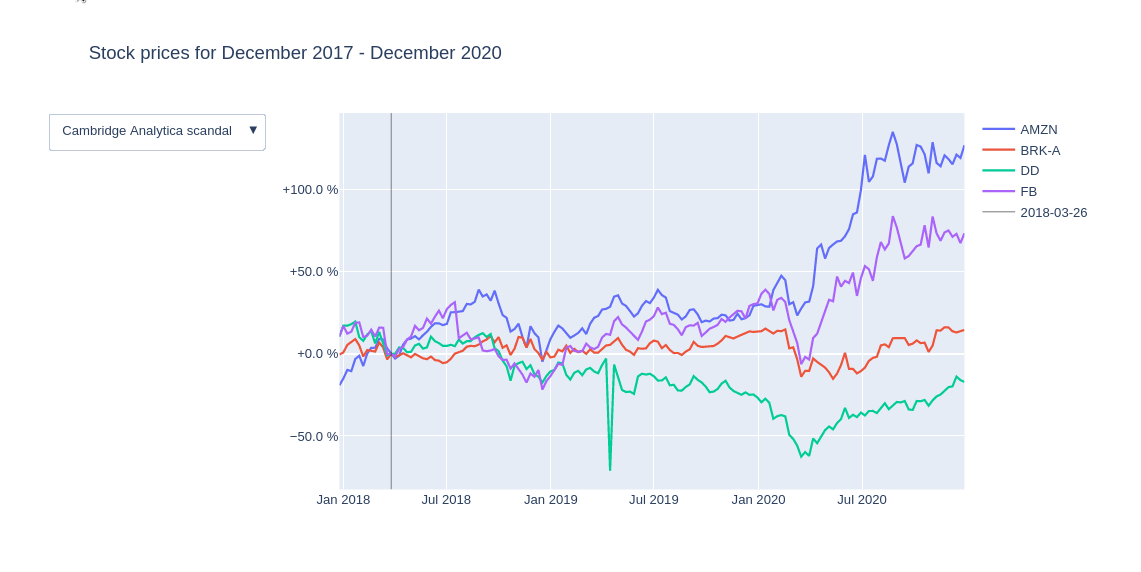 Stock prices for December 2017 - December 2020
Cambridge Analytica scandal ▼
AMZN
BRK-A
DD
FB
2018-03-26
+100.0 %
+50.0 %
+0.0 %
−50.0 %
Jan 2018
Jul 2018
Jan 2019
Jul 2019
Jan 2020
Jul 2020